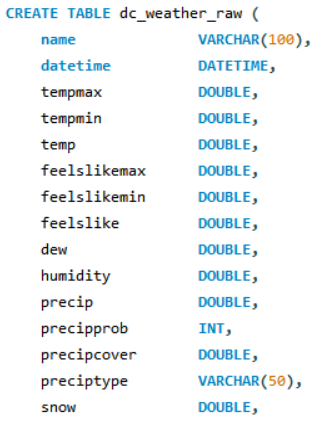 CREATE TABLE dc_weather_raw (
name VARCHAR(100),
datetime DATETIME,
tempmax DOUBLE,
tempmin DOUBLE,
temp DOUBLE,
feelslikemax DOUBLE,
feelslikemin DOUBLE,
feelslike DOUBLE,
dew DOUBLE,
humidity DOUBLE,
precip DOUBLE,
precipprob INT,
precipcover DOUBLE,
preciptype VARCHAR(50),
snow DOUBLE,